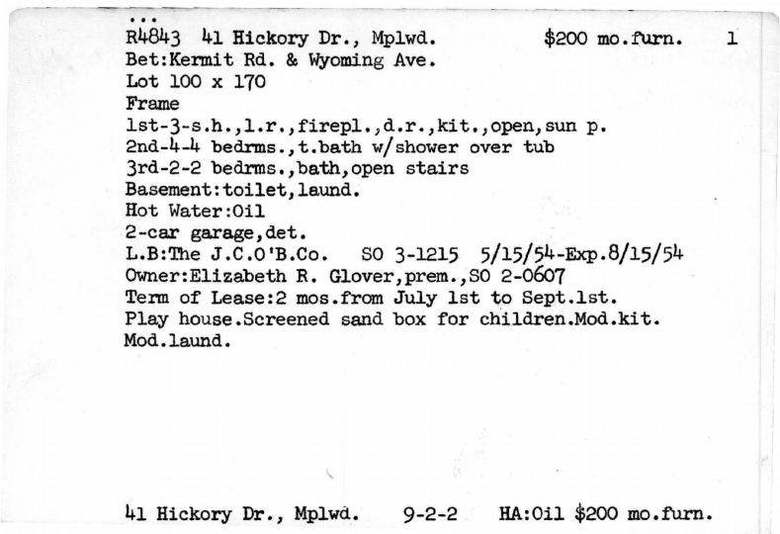 ...
R4843 41 Hickory Dr., Mplwd. $200 mo.furn. 1
Bet:Kermit Rd. & Wyoming Ave.
Lot 100 x 170
Frame
1st-3-s.h.,l.r.,firepl.,d.r.,kit.,open,sun p.
2nd-4-4 bedrms.,t.bath w/shower over tub
3rd-2-2 bedrms.,bath,open stairs
Basement:toilet,laund.
Hot Water:Oil
2-car garage,det.
L.B:The J.C.O'B.Co. SO 3-1215 5/15/54-Exp.8/15/54
Owner:Elizabeth R. Glover,prem.,SO 2-0607
Term of Lease:2 mos.from July 1st to Sept.1st.
Play house.Screened sand box for children.Mod.kit.
Mod.laund.
41 Hickory Dr., Mplwd. 9-2-2 HA:Oil $200 mo.furn.